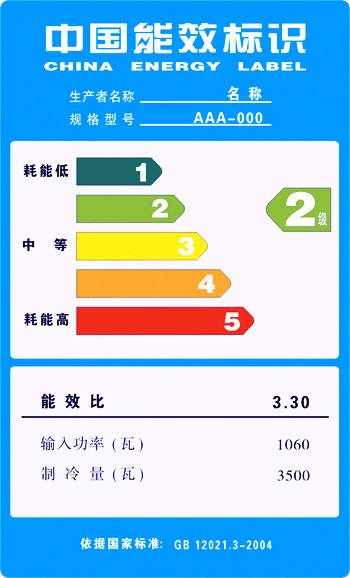 中国能效标识
CHINA ENERGY LABEL
生产者名称 名 称
规格型号 AAA-000
耗能低 1
2
2级
中 等 3
4
耗能高 5
能 效 比 3.30
输入功率（瓦） 1060
制 冷 量（瓦） 3500
依据国家标准: GB 12021.3-2004